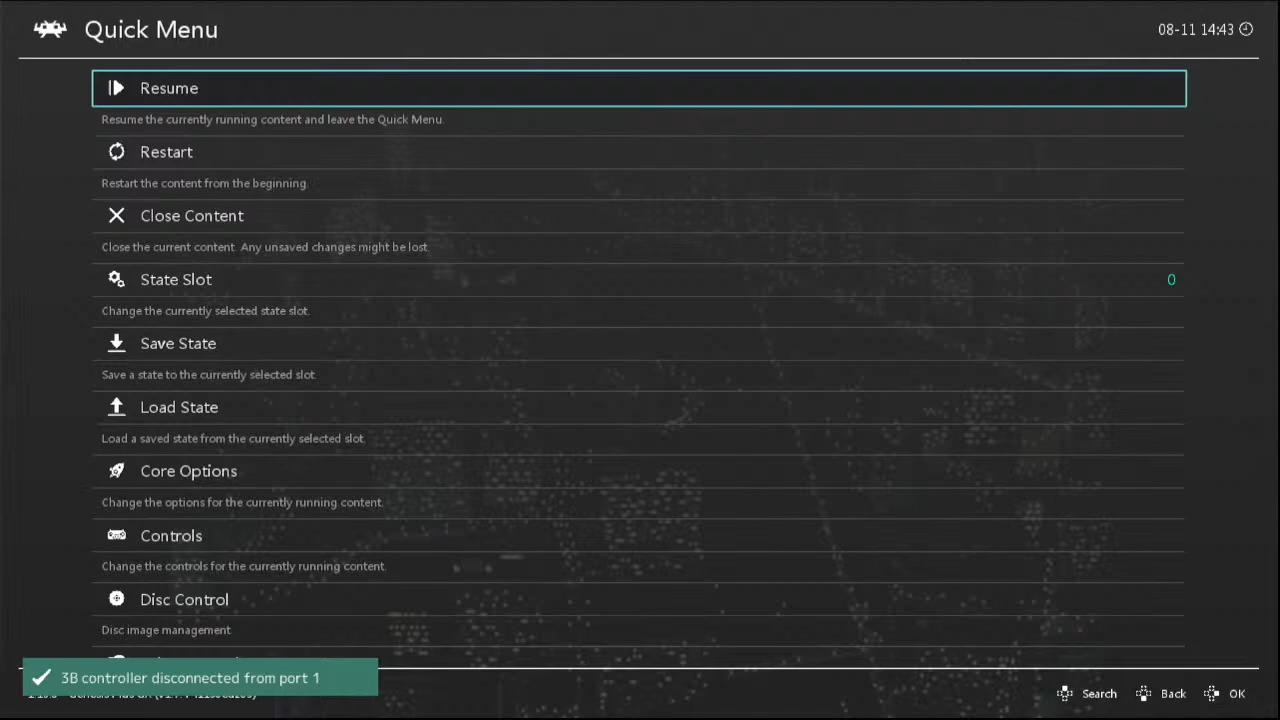 Quick Menu
08-11 14:43
Resume
Resume the currently running content and leave the Quick Menu.
Restart
Restart the content from the beginning.
Close Content
Close the current content. Any unsaved changes might be lost.
State Slot
0
Change the currently selected state slot.
Save State
Save a state to the currently selected slot.
Load State
Load a saved state from the currently selected slot.
Core Options
Change the options for the currently running content.
Controls
Change the controls for the currently running content.
Disc Control
Disc image management.
3B controller disconnected from port 1
Search
Back
OK